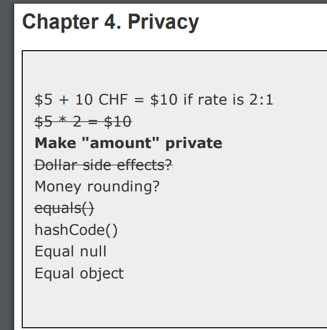 Chapter 4. Privacy
$5 + 10 CHF = $10 if rate is 2:1
$5 * 2 = $10
Make "amount" private
Dollar side effects?
Money rounding?
equals()
hashCode()
Equal null
Equal object